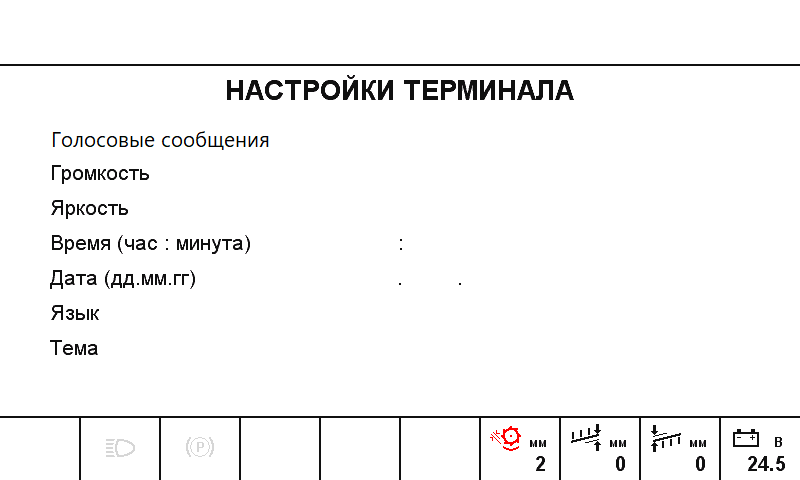 НАСТРОЙКИ ТЕРМИНАЛА
Голосовые сообщения
Громкость
Яркость
Время (час : минута) :
Дата (дд.мм.гг) . .
Язык
Тема
P
мм мм мм В
2 0 0 24.5